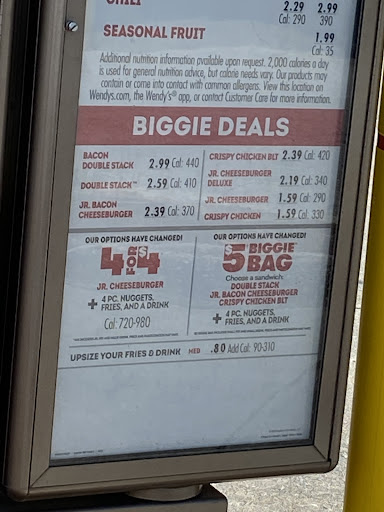 CHILI
2.29 2.99
Cal: 290 390
SEASONAL FRUIT
1.99
Cal: 35
Additional nutrition information available upon request. 2,000 calories a day
is used for general nutrition advice, but calorie needs vary. Our products may
contain or come into contact with common allergens. View this location on
Wendys.com, the Wendy's® app, or contact Customer Care for more information.
BIGGIE DEALS
BACON
DOUBLE STACK 2.99 Cal: 440
DOUBLE STACK™ 2.59 Cal: 410
JR. BACON
CHEESEBURGER 2.39 Cal: 370
CRISPY CHICKEN BLT 2.39 Cal: 420
JR. CHEESEBURGER
DELUXE 2.19 Cal: 340
JR. CHEESEBURGER 1.59 Cal: 290
CRISPY CHICKEN 1.59 Cal: 330
OUR OPTIONS HAVE CHANGED!
4 FOR $4
JR. CHEESEBURGER
+ 4 PC. NUGGETS,
FRIES, AND A DRINK
Cal: 720-980
OUR OPTIONS HAVE CHANGED!
$5 BIGGIE™
BAG
Choose a sandwich
DOUBLE STACK
JR. BACON CHEESEBURGER
CRISPY CHICKEN BLT
+ 4 PC. NUGGETS,
FRIES, AND A DRINK
UPSIZE YOUR FRIES & DRINK MED .80 Add Cal: 90-310